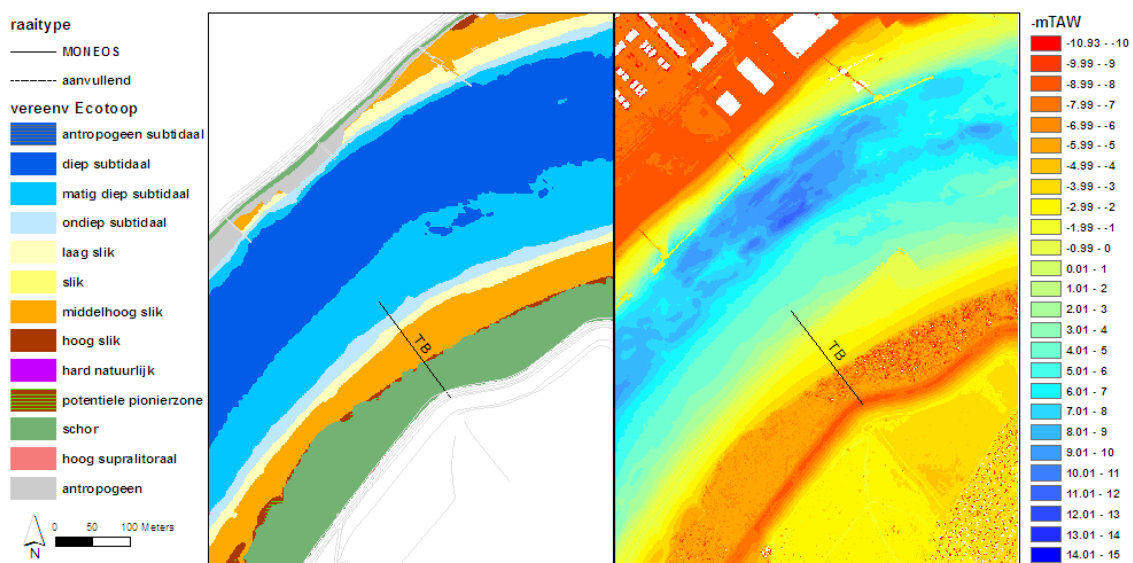 raaitype
MONEOS
aanvullend
vereenv Ecotoop
antropogeen subtidaal
diep subtidaal
matig diep subtidaal
ondiep subtidaal
laag slik
slik
middelhoog slik
hoog slik
hard natuurlijk
potentiele pionierzone
schor
hoog supralitoraal
antropogeen
0 50 100 Meters
N
TB
TB
-mTAW
-10.93 - -10
-9.99 - -9
-8.99 - -8
-7.99 - -7
-6.99 - -6
-5.99 - -5
-4.99 - -4
-3.99 - -3
-2.99 - -2
-1.99 - -1
-0.99 - 0
0.01 - 1
1.01 - 2
2.01 - 3
3.01 - 4
4.01 - 5
5.01 - 6
6.01 - 7
7.01 - 8
8.01 - 9
9.01 - 10
10.01 - 11
11.01 - 12
12.01 - 13
13.01 - 14
14.01 - 15